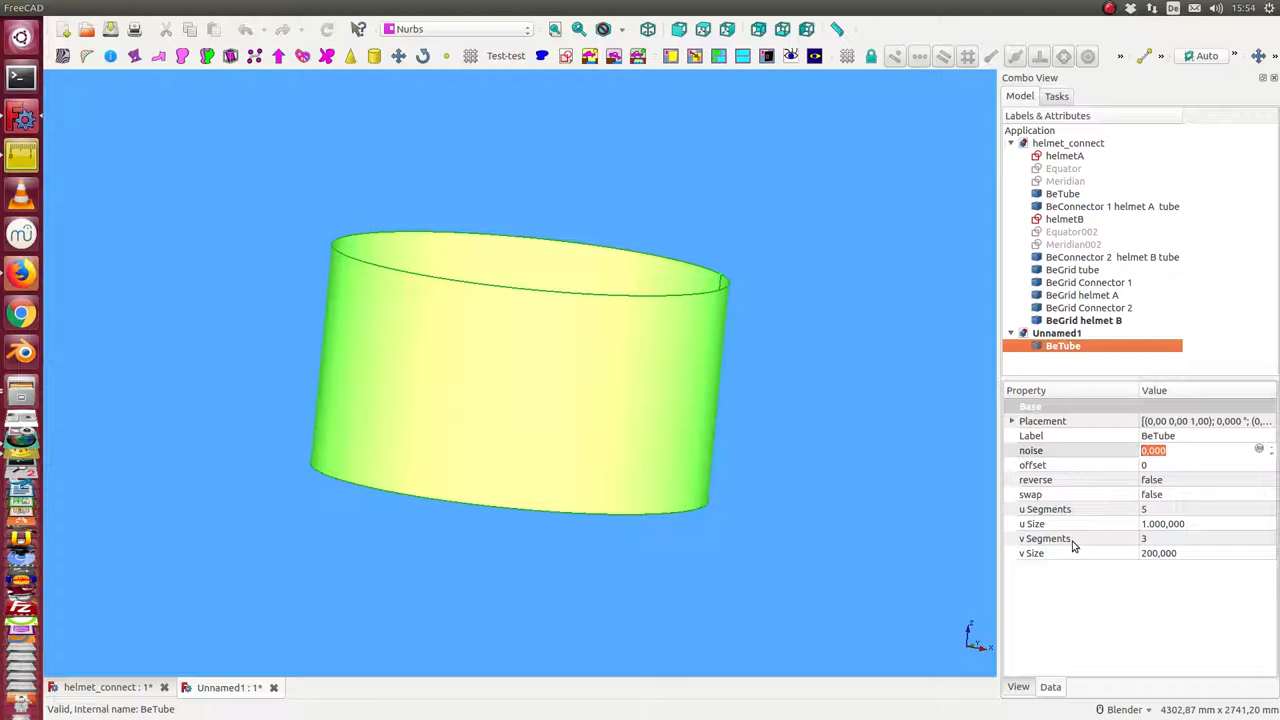 FreeCAD
15:54
Nurbs
Test-test
Auto
Combo View
Model
Tasks
Labels & Attributes
Application
helmet_connect
helmetA
Equator
Meridian
BeTube
BeConnector 1 helmet A tube
helmetB
Equator002
Meridian002
BeConnector 2 helmet B tube
BeGrid tube
BeGrid Connector 1
BeGrid helmet A
BeGrid Connector 2
BeGrid helmet B
Unnamed1
BeTube
Property Value
Base
Placement [(0,00 0,00 1,00); 0,000 °; (0,...
Label BeTube
noise 0,000
offset 0
reverse false
swap false
u Segments 5
u Size 1.000,000
v Segments 3
v Size 200,000
Z
Y
X
helmet_connect : 1*
Unnamed1 : 1*
View
Data
Valid, Internal name: BeTube
Blender
4302,87 mm x 2741,20 mm